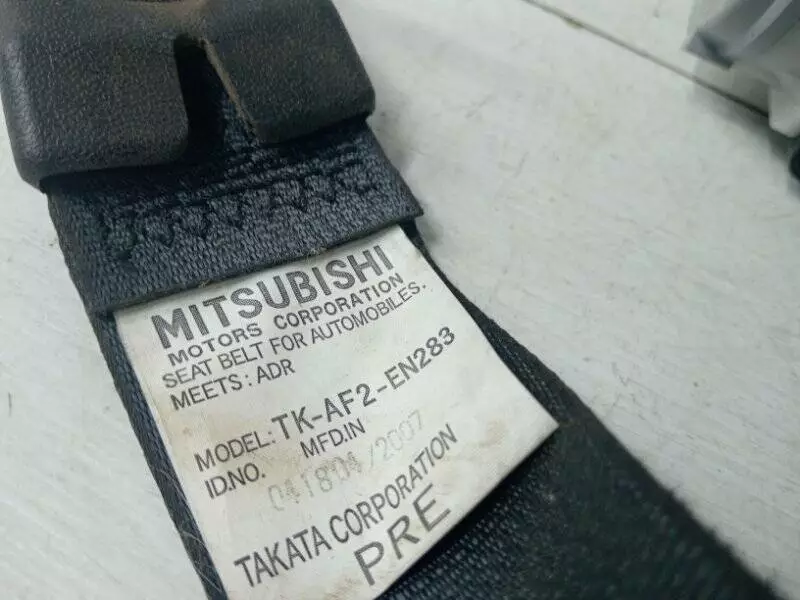 MITSUBISHI
MOTORS CORPORATION
SEAT BELT FOR AUTOMOBILES.
MEETS: ADR
MODEL: TK-AF2-EN283
ID.NO. MFD.IN
041804/2007
TAKATA CORPORATION
PRE